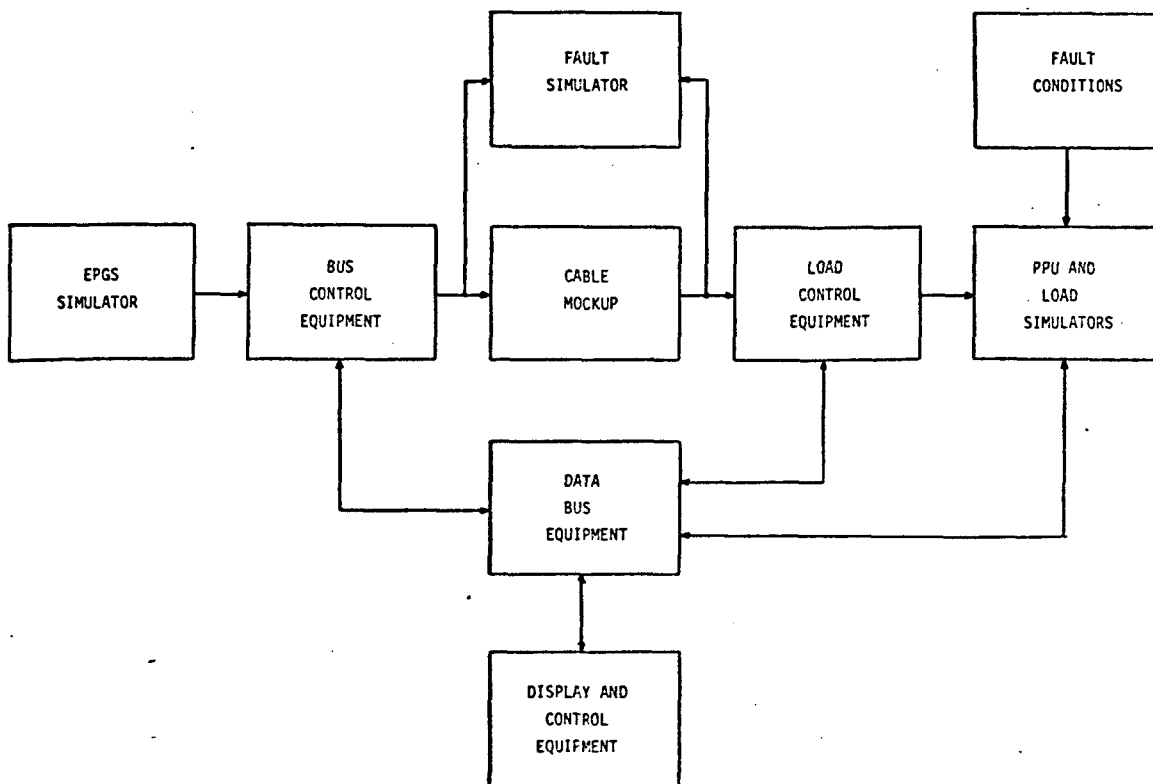 FAULT
SIMULATOR
FAULT
CONDITIONS
EPGS
SIMULATOR
BUS
CONTROL
EQUIPMENT
CABLE
MOCKUP
LOAD
CONTROL
EQUIPMENT
PPU AND
LOAD
SIMULATORS
DATA
BUS
EQUIPMENT
DISPLAY AND
CONTROL
EQUIPMENT